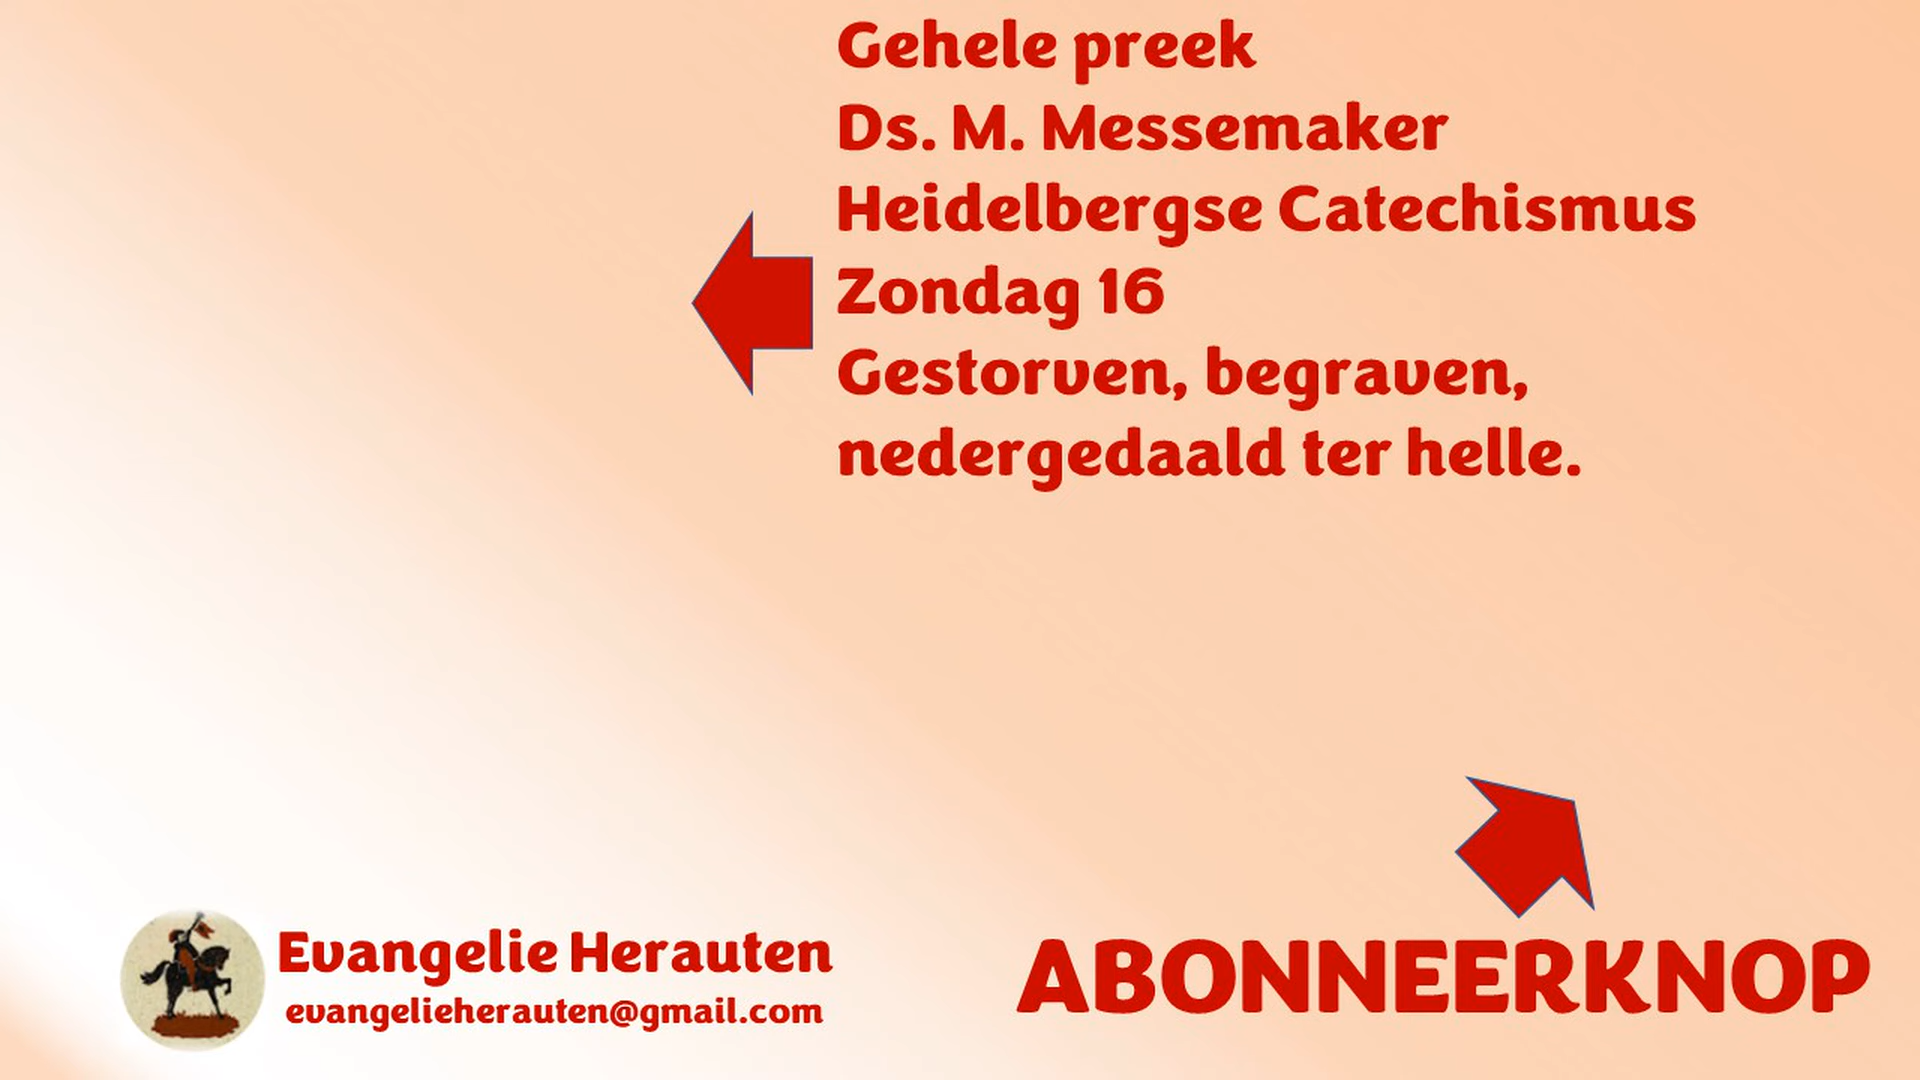 Gehele preek
Ds. M. Messemaker
Heidelbergse Catechismus
Zondag 16
Gestorven, begraven,
nedergedaald ter helle.
Evangelie Herauten
evangelieherauten@gmail.com
ABONNEERKNOP